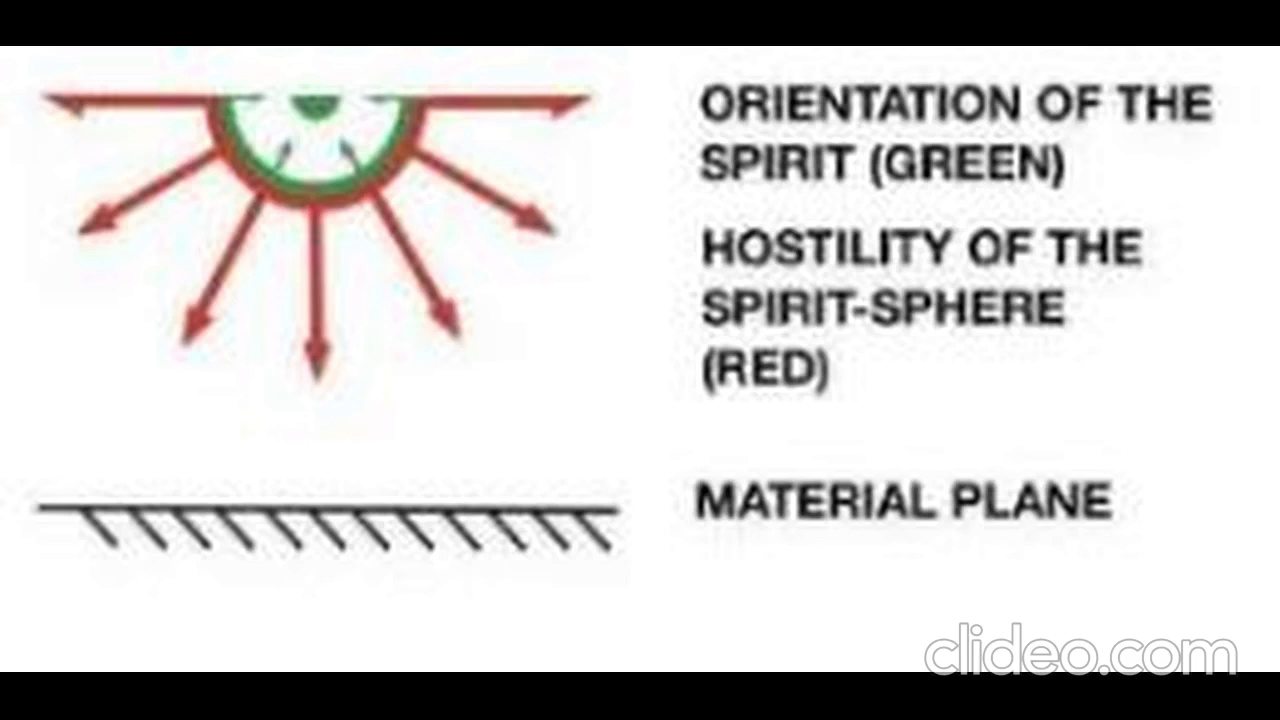 ORIENTATION OF THE
SPIRIT (GREEN)
HOSTILITY OF THE
SPIRIT-SPHERE
(RED)
MATERIAL PLANE
clideo.com